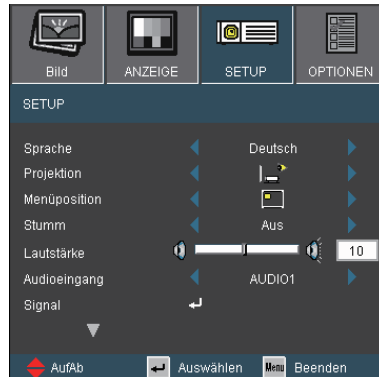 Bild ANZEIGE SETUP OPTIONEN
SETUP
Sprache Deutsch
Projektion
Menüposition
Stumm Aus
Lautstärke 10
Audioeingang AUDIO1
Signal
AufAb Auswählen Menu Beenden